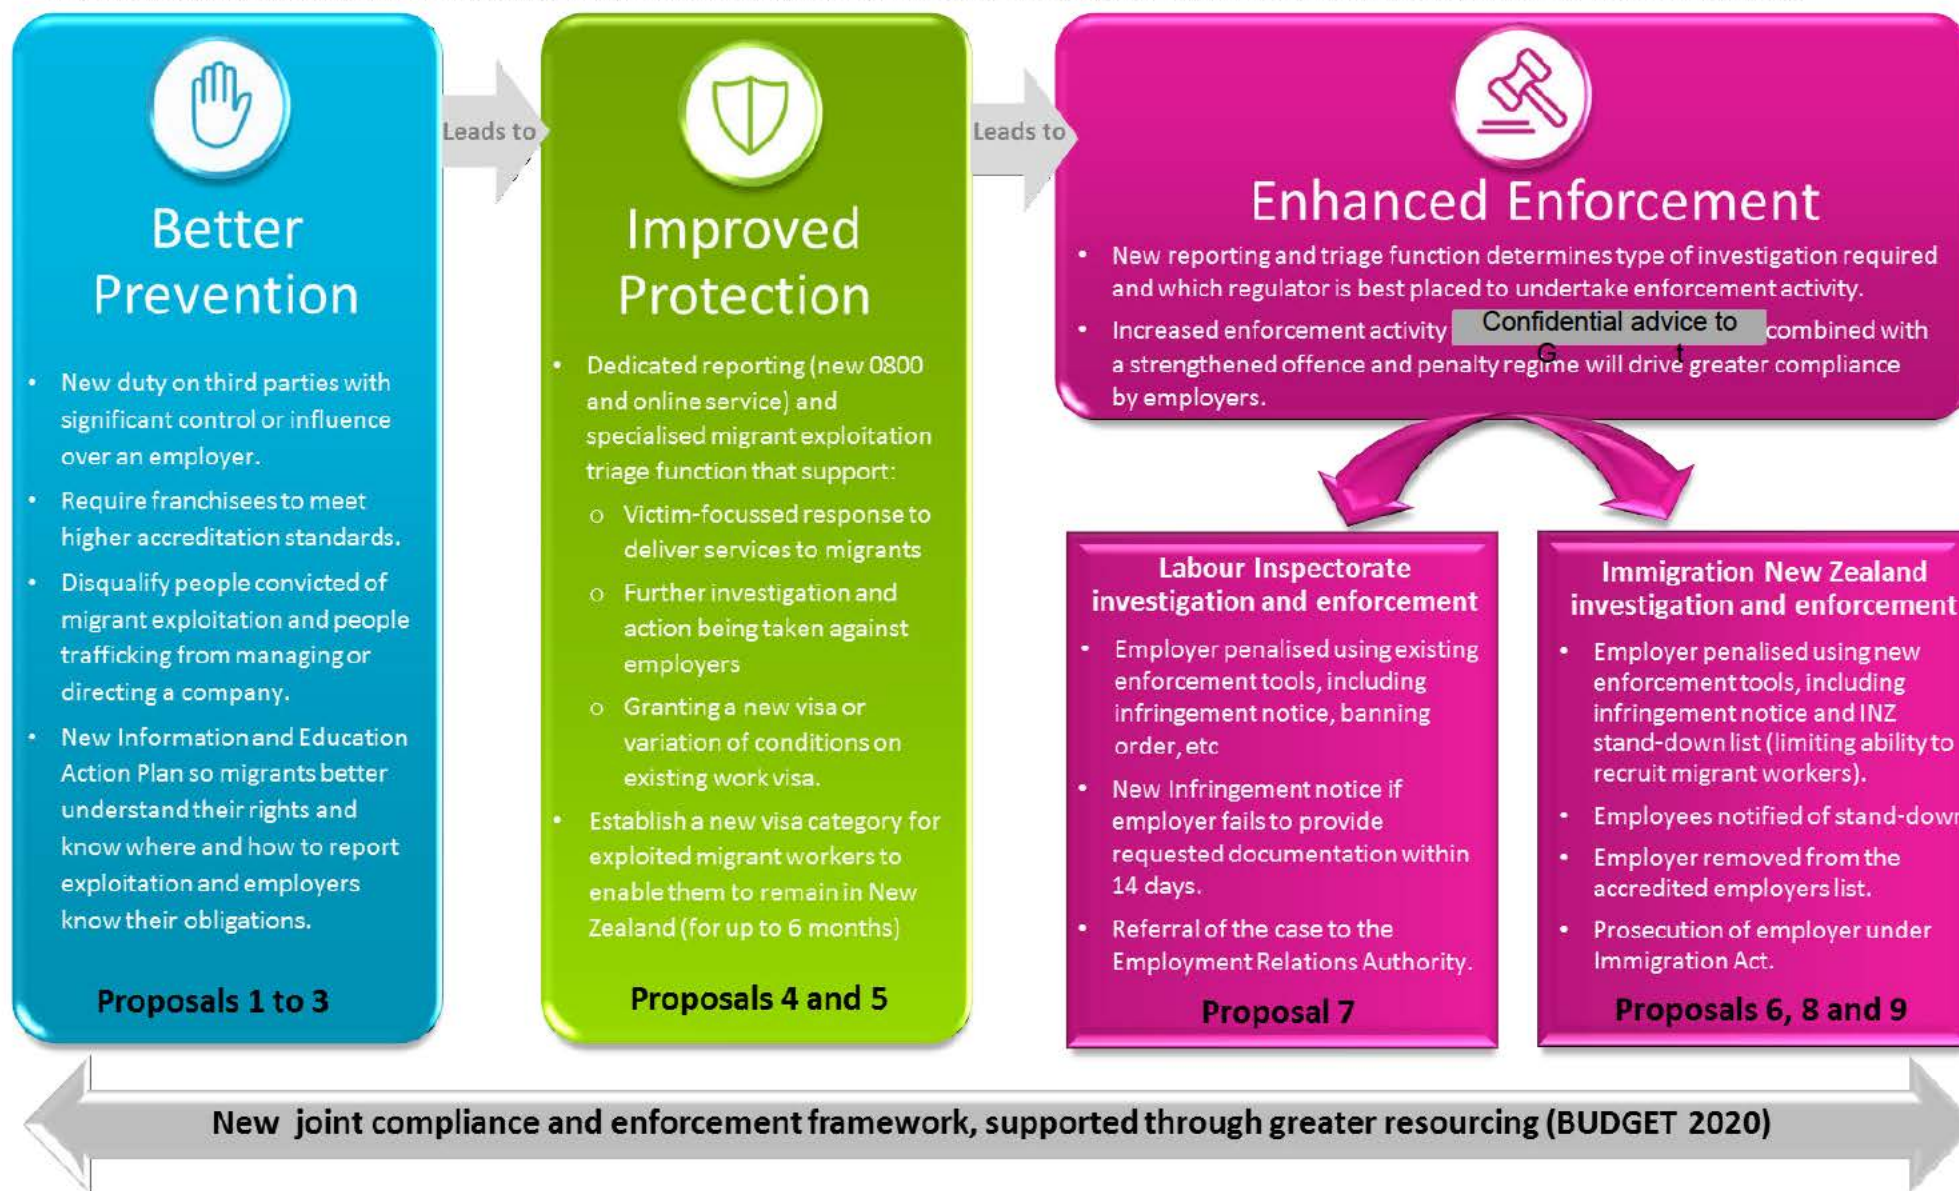 Better
Prevention
• New duty on third parties with
significant control or influence
over an employer.
• Require franchisees to meet
higher accreditation standards.
• Disqualify people convicted of
migrant exploitation and people
trafficking from managing or
directing a company.
• New Information and Education
Action Plan so migrants better
understand their rights and
know where and how to report
exploitation and employers
know their obligations.
Proposals 1 to 3
Leads to
Improved
Protection
• Dedicated reporting (new 0800
and online service) and
specialised migrant exploitation
triage function that support:
o Victim-focussed response to
deliver services to migrants
o Further investigation and
action being taken against
employers
o Granting a new visa or
variation of conditions on
existing work visa.
• Establish a new visa category for
exploited migrant workers to
enable them to remain in New
Zealand (for up to 6 months)
Proposals 4 and 5
Leads to
Enhanced Enforcement
• New reporting and triage function determines type of investigation required
and which regulator is best placed to undertake enforcement activity.
• Increased enforcement activity Confidential advice to combined with
G t
a strengthened offence and penalty regime will drive greater compliance
by employers.
Labour Inspectorate
investigation and enforcement
• Employer penalised using existing
enforcement tools, including
infringement notice, banning
order, etc
• New Infringement notice if
employer fails to provide
requested documentation within
14 days.
• Referral of the case to the
Employment Relations Authority.
Proposal 7
Immigration New Zealand
investigation and enforcement
• Employer penalised using new
enforcement tools, including
infringement notice and INZ
stand-down list (limiting ability to
recruit migrant workers).
• Employees notified of stand-down
• Employer removed from the
accredited employers list.
• Prosecution of employer under
Immigration Act.
Proposals 6, 8 and 9
New joint compliance and enforcement framework, supported through greater resourcing (BUDGET 2020)